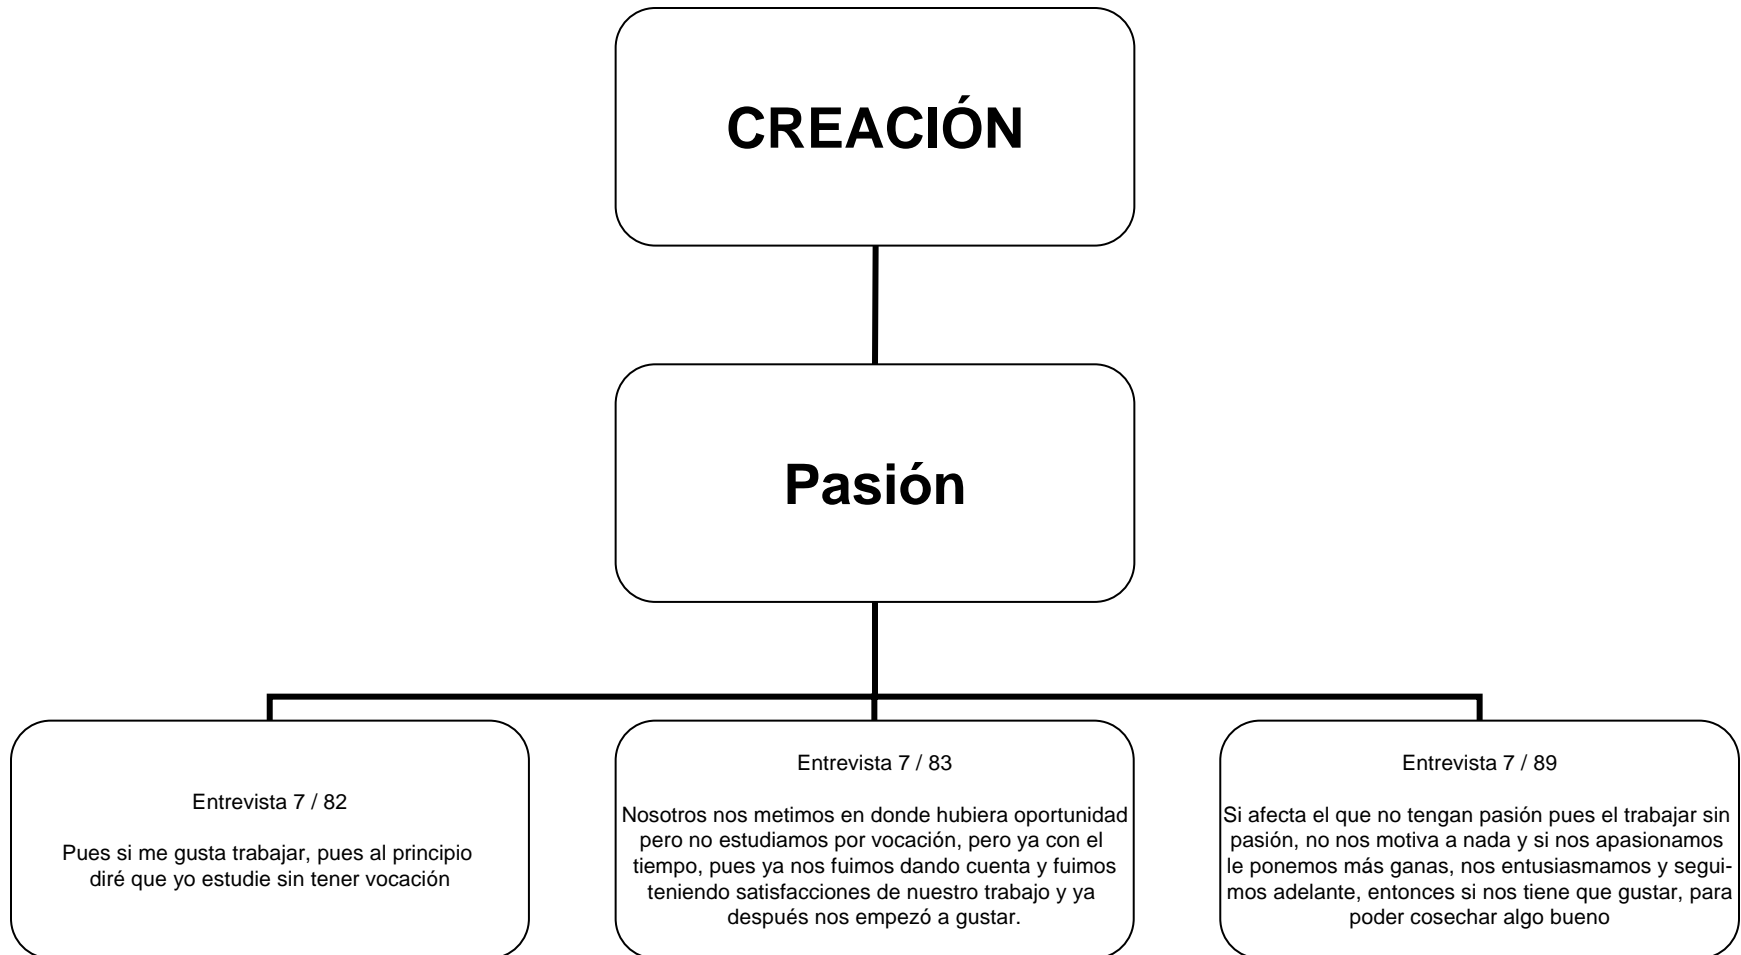 CREACIÓN
Pasión
Entrevista 7 / 82
Pues si me gusta trabajar, pues al principio
diré que yo estudie sin tener vocación
Entrevista 7 / 83
Nosotros nos metimos en donde hubiera oportunidad
pero no estudiamos por vocación, pero ya con el
tiempo, pues ya nos fuimos dando cuenta y fuimos
teniendo satisfacciones de nuestro trabajo y ya
después nos empezó a gustar.
Entrevista 7 / 89
Si afecta el que no tengan pasión pues el trabajar sin
pasión, no nos motiva a nada y si nos apasionamos
le ponemos más ganas, nos entusiasmamos y segui-
mos adelante, entonces si nos tiene que gustar, para
poder cosechar algo bueno